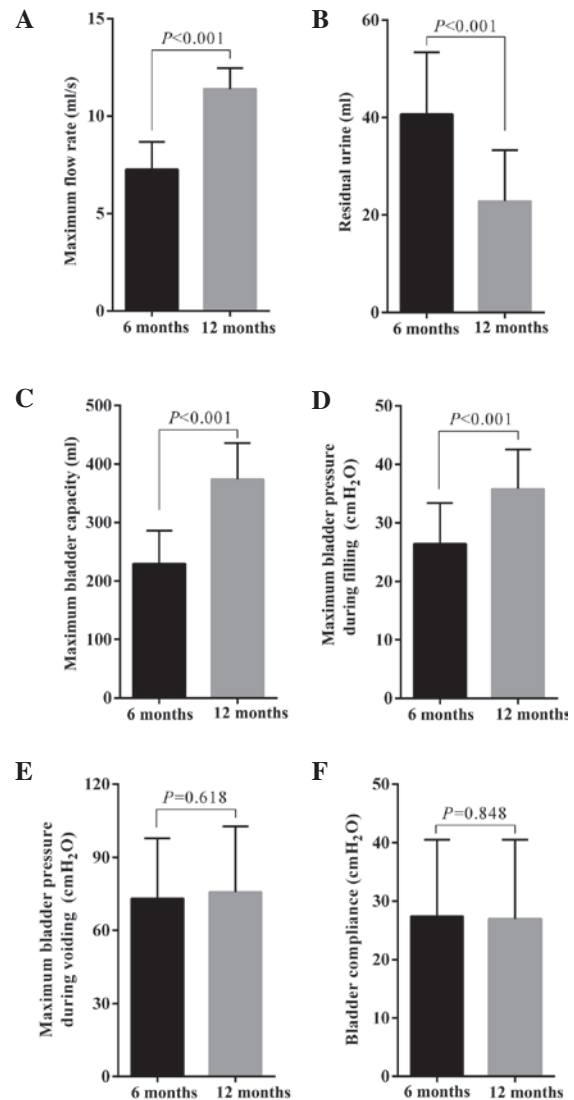 A
P<0.001
Maximum flow rate (ml/s)
15
10
5
0
6 months
12 months
B
P<0.001
Residual urine (ml)
60
40
20
0
6 months
12 months
C
P<0.001
Maximum bladder capacity (ml)
500
400
300
200
100
0
6 months
12 months
D
P<0.001
Maximum bladder pressure
during filling (cmH₂O)
50
40
30
20
10
0
6 months
12 months
E
P=0.618
Maximum bladder pressure
during voiding (cmH₂O)
120
90
60
30
0
6 months
12 months
F
P=0.848
Bladder compliance (cmH₂O)
50
40
30
20
10
0
6 months
12 months